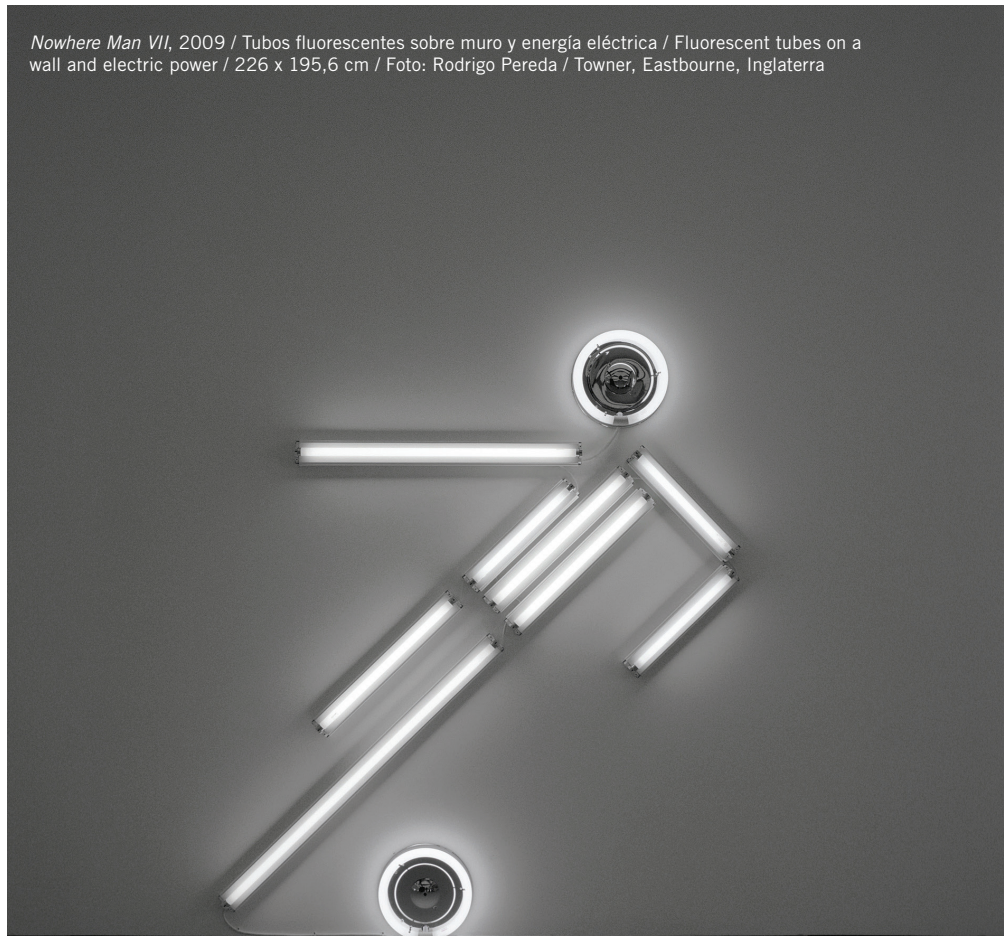 Nowhere Man VII, 2009 / Tubos fluorescentes sobre muro y energía eléctrica / Fluorescent tubes on a
wall and electric power / 226 x 195,6 cm / Foto: Rodrigo Pereda / Towner, Eastbourne, Inglaterra